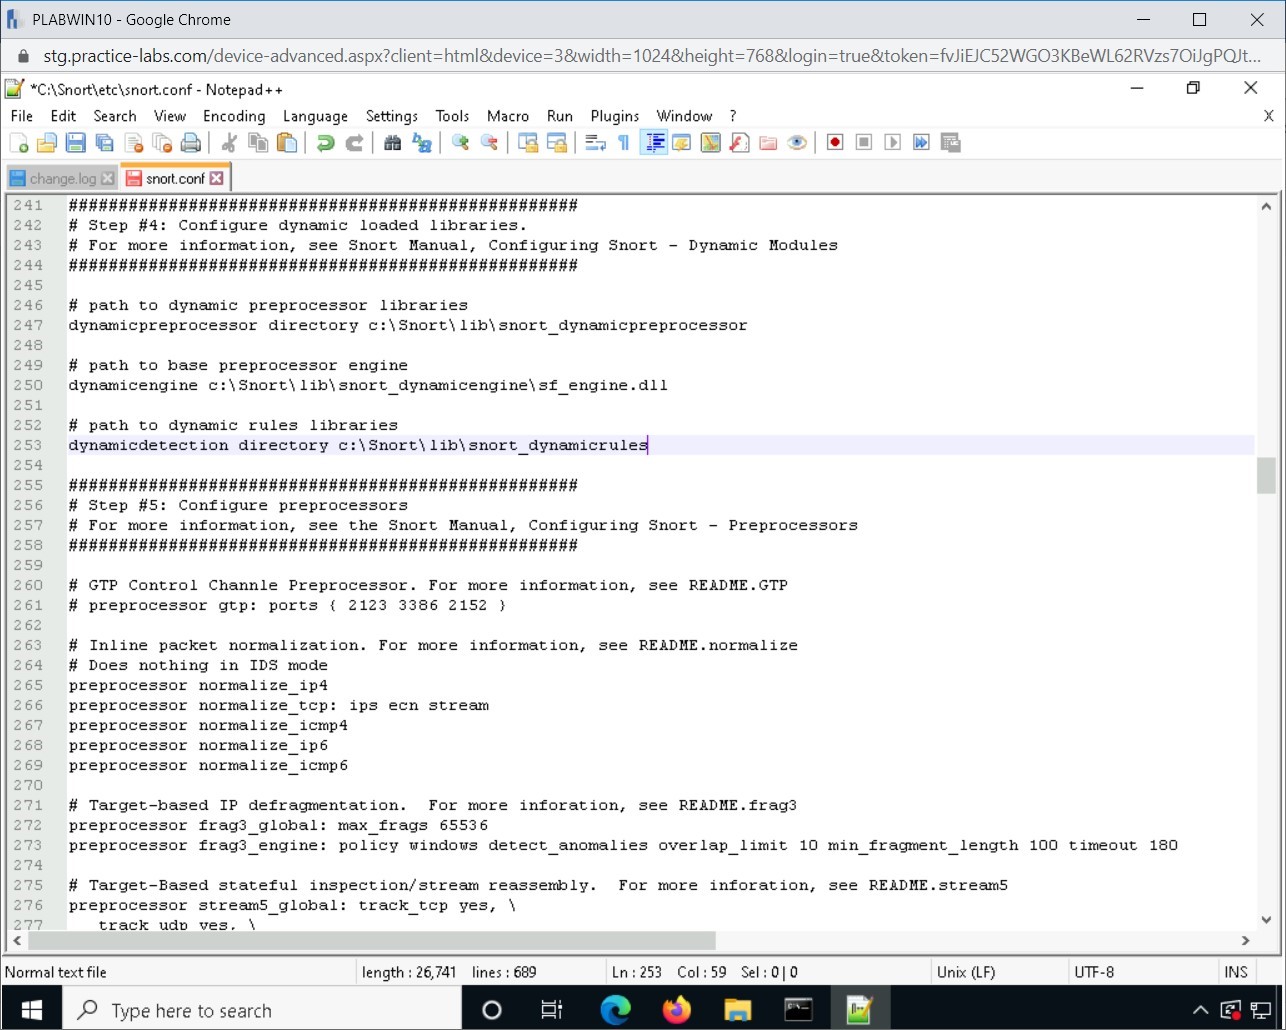 PLABWIN10 - Google Chrome
stg.practice-labs.com/device-advanced.aspx?client=html&device=3&width=1024&height=768&login=true&token=fvJiEJC52WGO3KBeWL62RVzs7OiJgPQJt...
*C:\Snort\etc\snort.conf - Notepad++
File Edit Search View Encoding Language Settings Tools Macro Run Plugins Window ? X
change.log snort.conf
241 ###################################################
242 # Step #4: Configure dynamic loaded libraries.
243 # For more information, see Snort Manual, Configuring Snort - Dynamic Modules
244 ###################################################
245
246 # path to dynamic preprocessor libraries
247 dynamicpreprocessor directory c:\Snort\lib\snort_dynamicpreprocessor
248
249 # path to base preprocessor engine
250 dynamicengine c:\Snort\lib\snort_dynamicengine\sf_engine.dll
251
252 # path to dynamic rules libraries
253 dynamicdetection directory c:\Snort\lib\snort_dynamicrules
254
255 ###################################################
256 # Step #5: Configure preprocessors
257 # For more information, see the Snort Manual, Configuring Snort - Preprocessors
258 ###################################################
259
260 # GTP Control Channle Preprocessor. For more information, see README.GTP
261 # preprocessor gtp: ports { 2123 3386 2152 }
262
263 # Inline packet normalization. For more information, see README.normalize
264 # Does nothing in IDS mode
265 preprocessor normalize_ip4
266 preprocessor normalize_tcp: ips ecn stream
267 preprocessor normalize_icmp4
268 preprocessor normalize_ip6
269 preprocessor normalize_icmp6
270
271 # Target-based IP defragmentation.  For more inforation, see README.frag3
272 preprocessor frag3_global: max_frags 65536
273 preprocessor frag3_engine: policy windows detect_anomalies overlap_limit 10 min_fragment_length 100 timeout 180
274
275 # Target-Based stateful inspection/stream reassembly.  For more inforation, see README.stream5
276 preprocessor stream5_global: track_tcp yes, \
277    track_udp yes, \
Normal text file length : 26,741 lines : 689 Ln : 253 Col : 59 Sel : 0 | 0 Unix (LF) UTF-8 INS
Type here to search